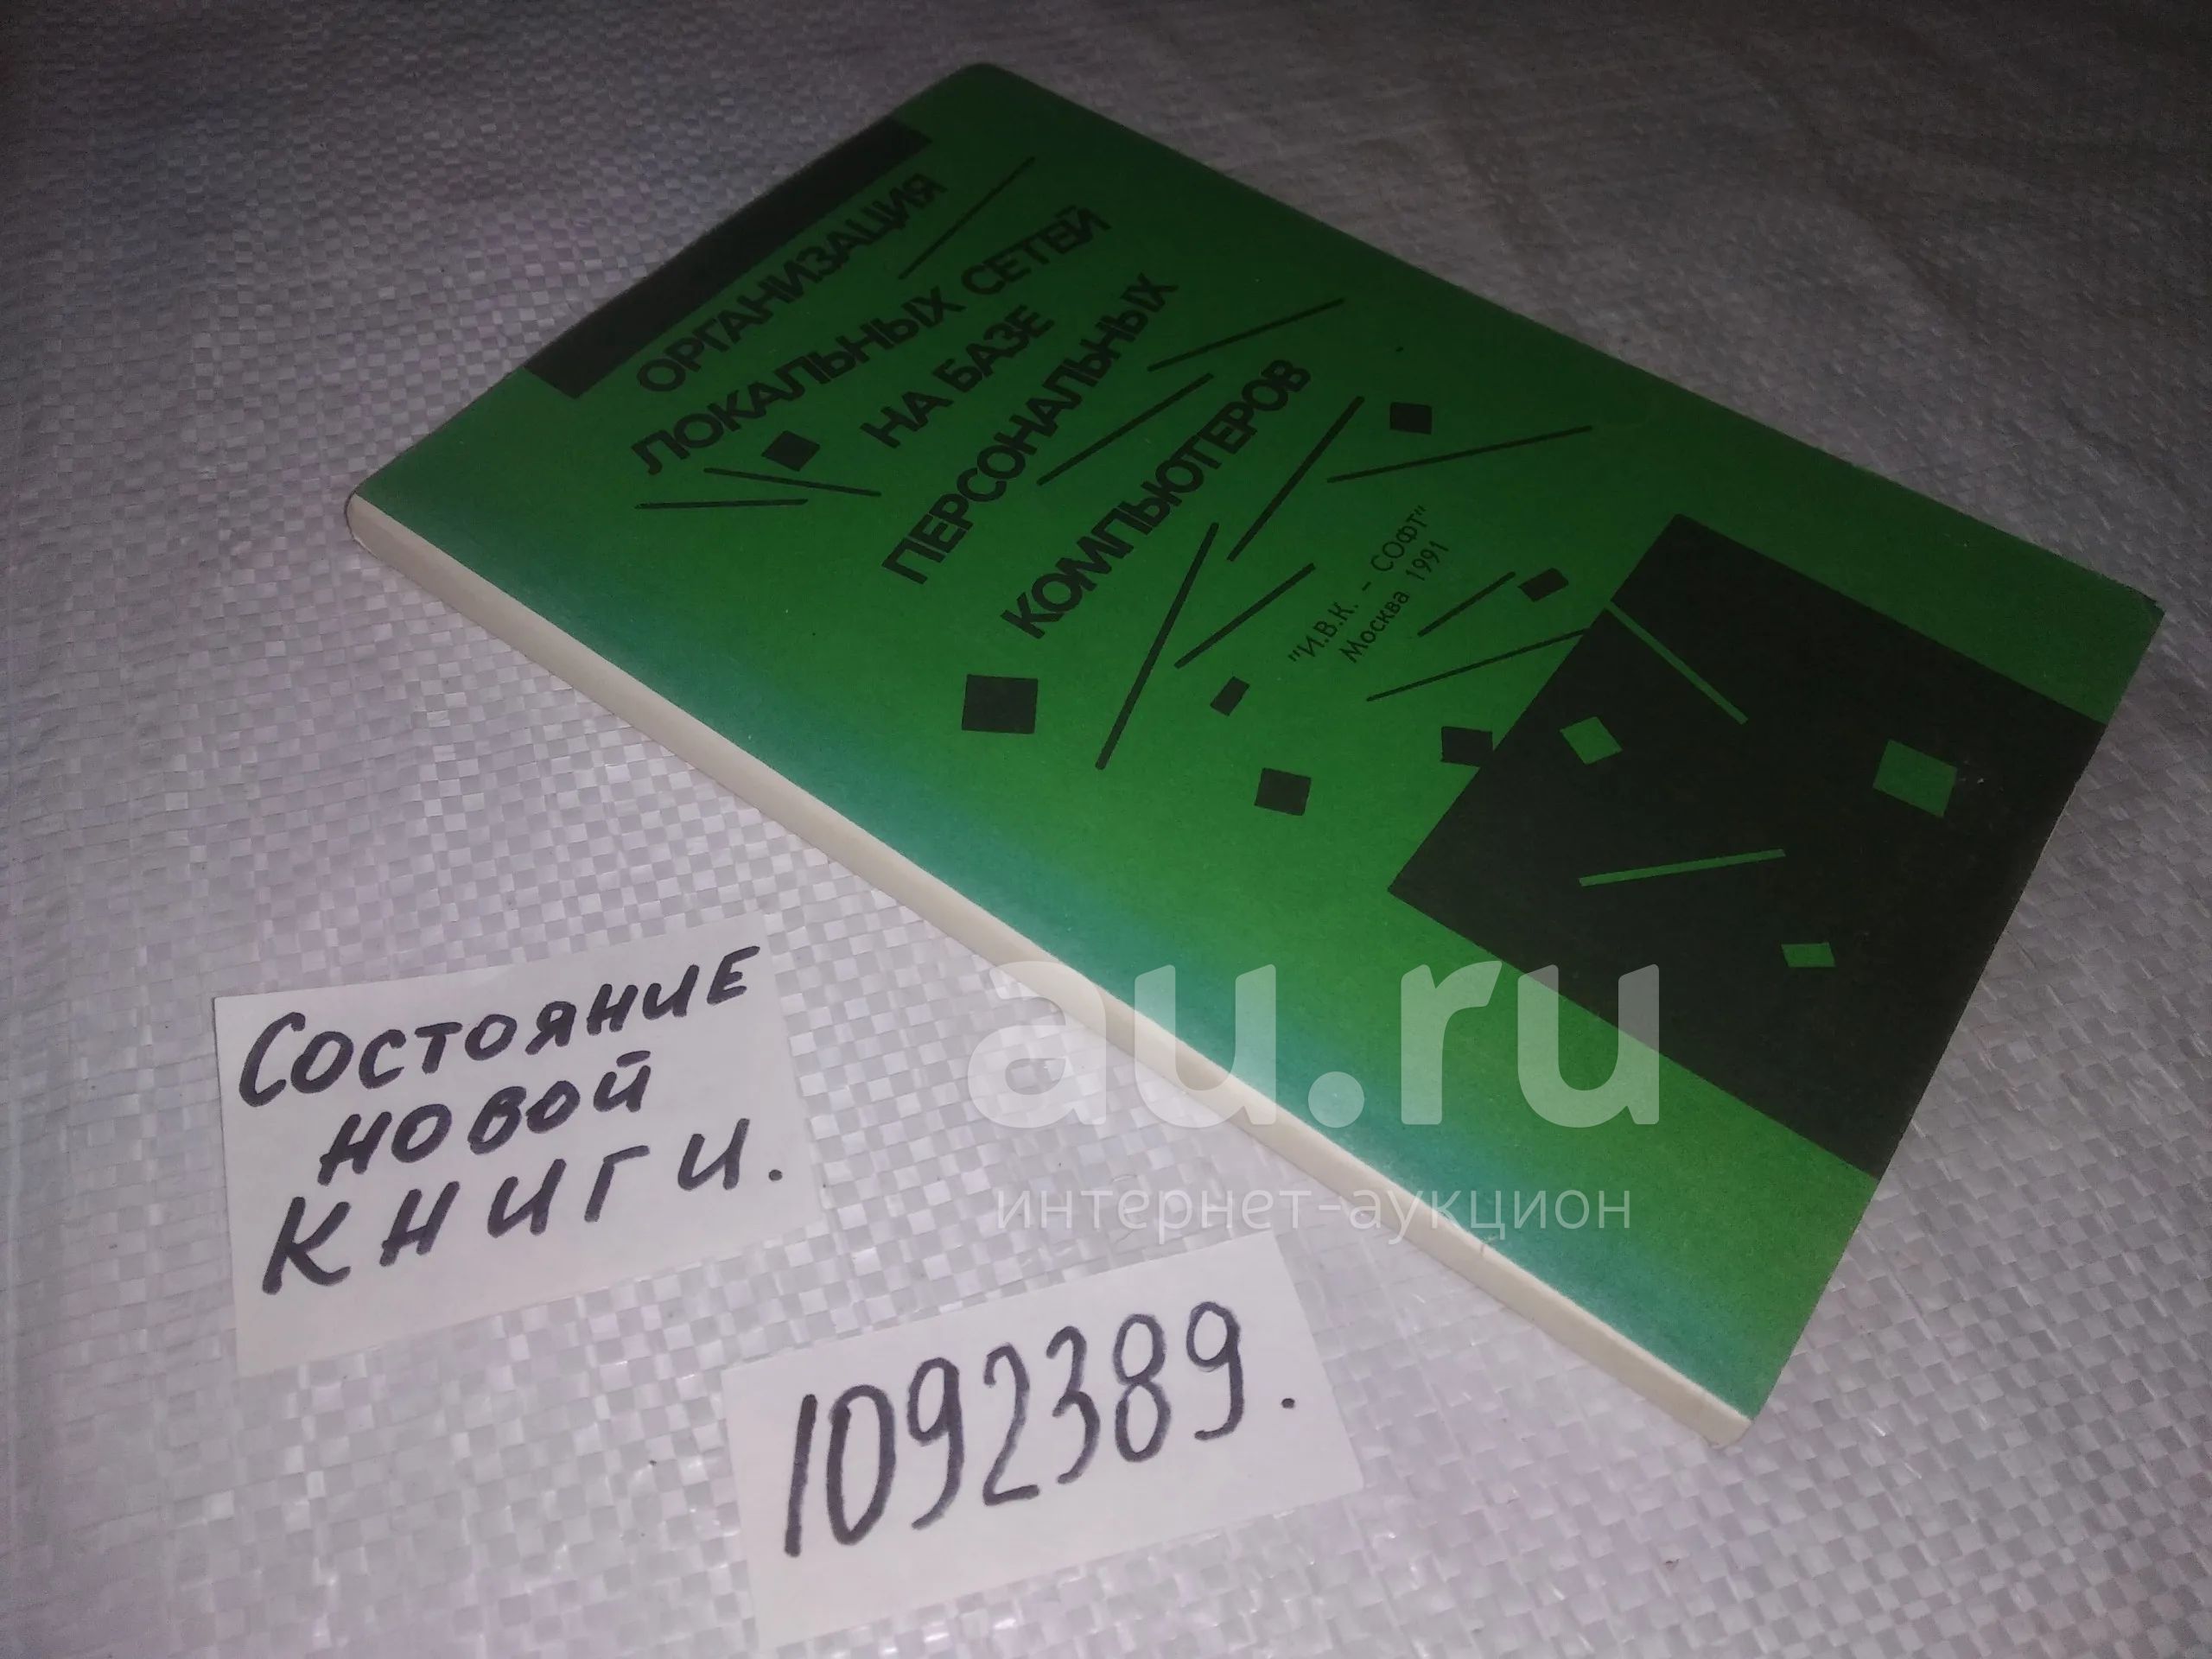 ОРГАНИЗАЦИЯ
ЛОКАЛЬНЫХ СЕТЕЙ
НА БАЗЕ
ПЕРСОНАЛЬНЫХ
КОМПЬЮТЕРОВ
"И.В.К. - СОФТ"
Москва 1991
au.ru
интернет-аукцион
Состояние
новой
книги.
1092389.